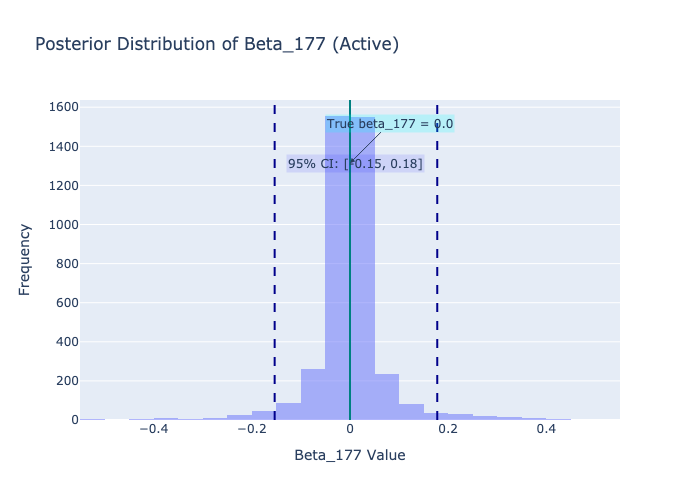 Posterior Distribution of Beta_177 (Active)
1600
1400
1200
1000
800
600
400
200
0
Frequency
True beta_177 = 0.0
95% CI: [-0.15, 0.18]
−0.4
−0.2
0
0.2
0.4
Beta_177 Value